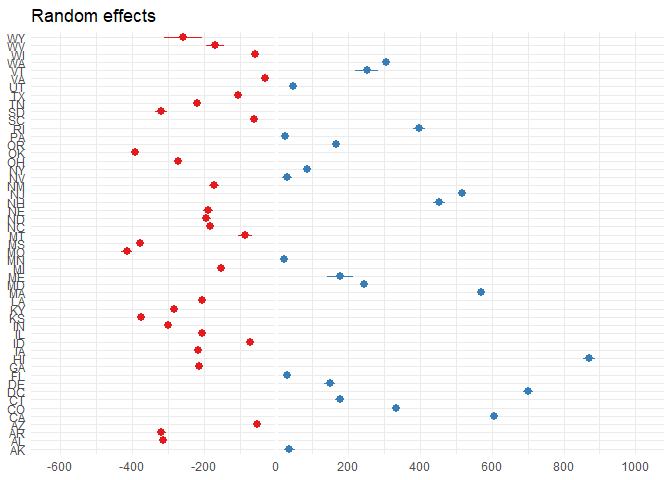 Random effects
WY
WV
WI
WA
VT
VA
UT
TX
TN
SD
SC
RI
PA
OR
OK
OH
NY
NV
NM
NJ
NH
NE
ND
NC
MT
MS
MO
MN
MI
ME
MD
MA
LA
KY
KS
IN
IL
ID
IA
HI
GA
FL
DE
DC
CT
CO
CA
AZ
AR
AL
AK
-600 -400 -200 0 200 400 600 800 1000